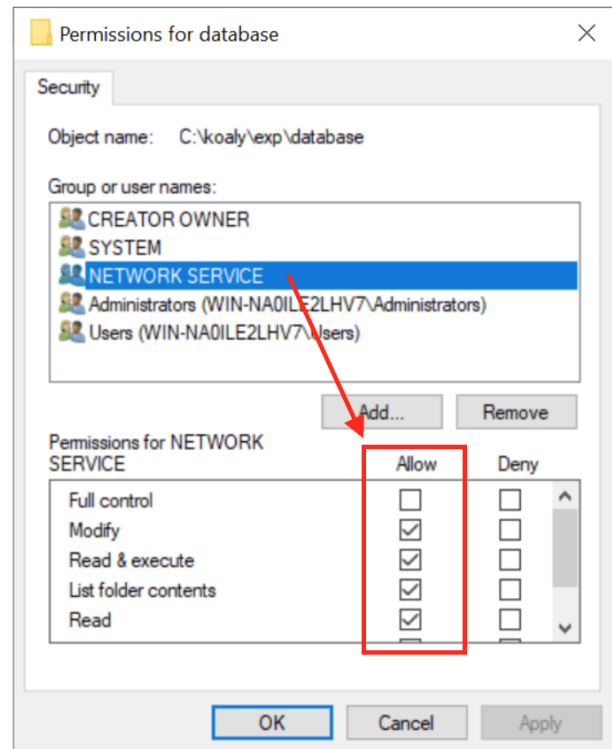 Permissions for database
Security
Object name: C:\koaly\exp\database
Group or user names:
CREATOR OWNER
SYSTEM
NETWORK SERVICE
Administrators (WIN-NA0ILE2LHV7\Administrators)
Users (WIN-NA0ILE2LHV7\Users)
Add... Remove
Permissions for NETWORK
SERVICE Allow Deny
Full control
Modify
Read & execute
List folder contents
Read
OK Cancel Apply